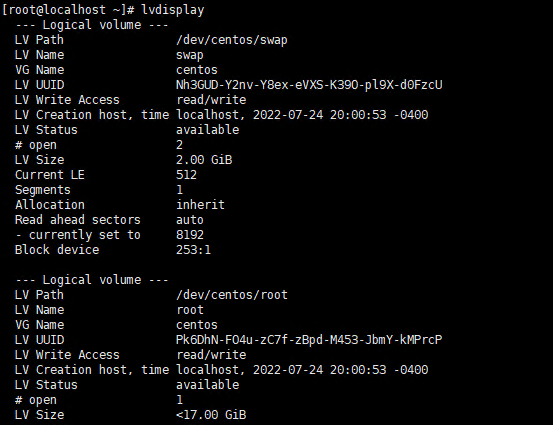 [root@localhost ~]# lvdisplay
--- Logical volume ---
LV Path /dev/centos/swap
LV Name swap
VG Name centos
LV UUID Nh3GUD-Y2nv-Y8ex-eVXS-K39O-pl9X-d0FzcU
LV Write Access read/write
LV Creation host, time localhost, 2022-07-24 20:00:53 -0400
LV Status available
# open 2
LV Size 2.00 GiB
Current LE 512
Segments 1
Allocation inherit
Read ahead sectors auto
- currently set to 8192
Block device 253:1
--- Logical volume ---
LV Path /dev/centos/root
LV Name root
VG Name centos
LV UUID Pk6DhN-FO4u-zC7f-zBpd-M453-JbmY-kMPrcP
LV Write Access read/write
LV Creation host, time localhost, 2022-07-24 20:00:53 -0400
LV Status available
# open 1
LV Size <17.00 GiB